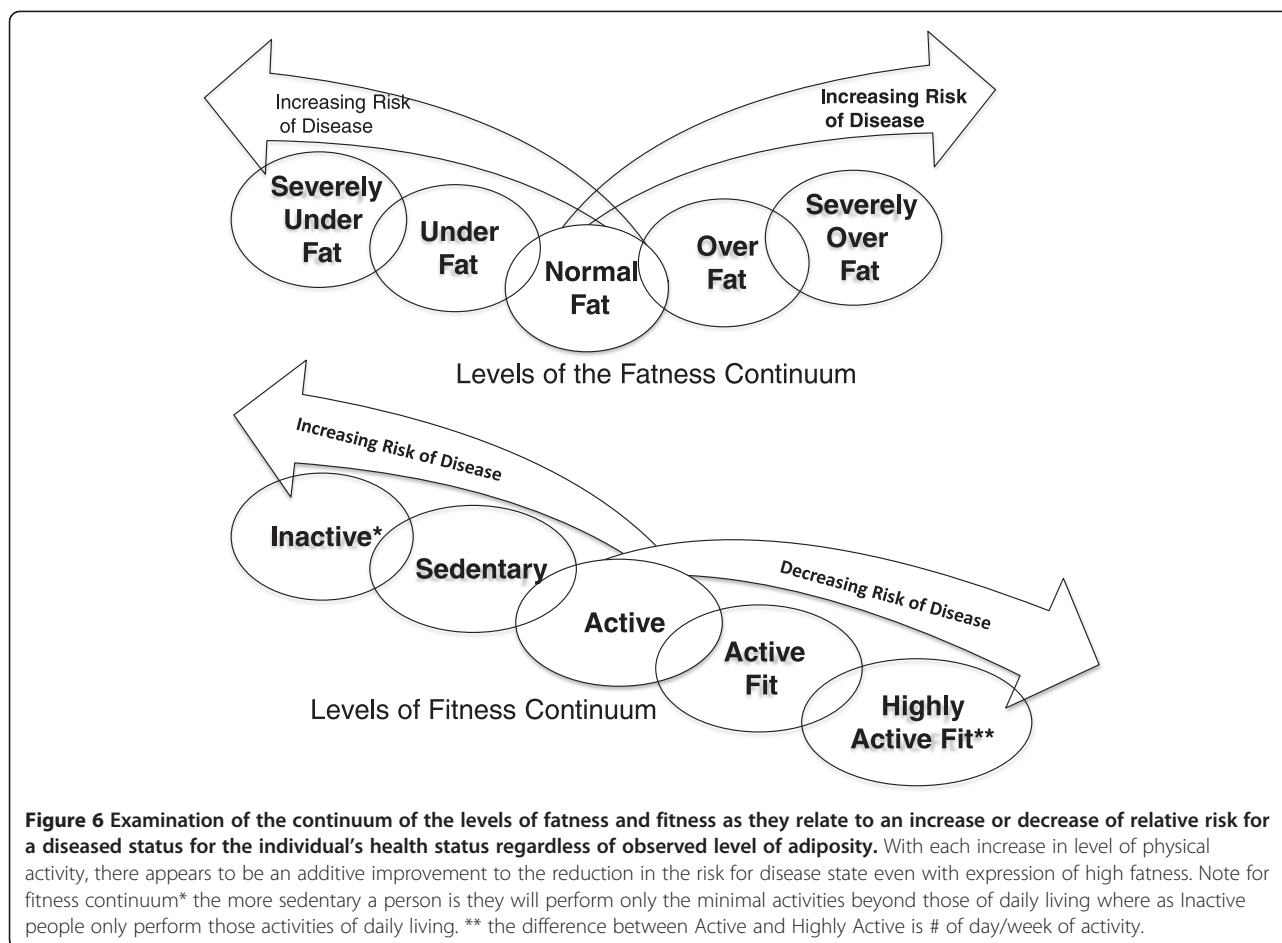 Increasing Risk
of Disease
Increasing Risk
of Disease
Severely
Under
Fat
Under
Fat
Normal
Fat
Over
Fat
Severely
Over
Fat
Levels of the Fatness Continuum
Increasing Risk of Disease
Inactive*
Sedentary
Active
Decreasing Risk of Disease
Active
Fit
Highly
Active Fit**
Levels of Fitness Continuum
Figure 6 Examination of the continuum of the levels of fatness and fitness as they relate to an increase or decrease of relative risk for
a diseased status for the individual's health status regardless of observed level of adiposity. With each increase in level of physical
activity, there appears to be an additive improvement to the reduction in the risk for disease state even with expression of high fatness. Note for
fitness continuum* the more sedentary a person is they will perform only the minimal activities beyond those of daily living where as Inactive
people only perform those activities of daily living. ** the difference between Active and Highly Active is # of day/week of activity.